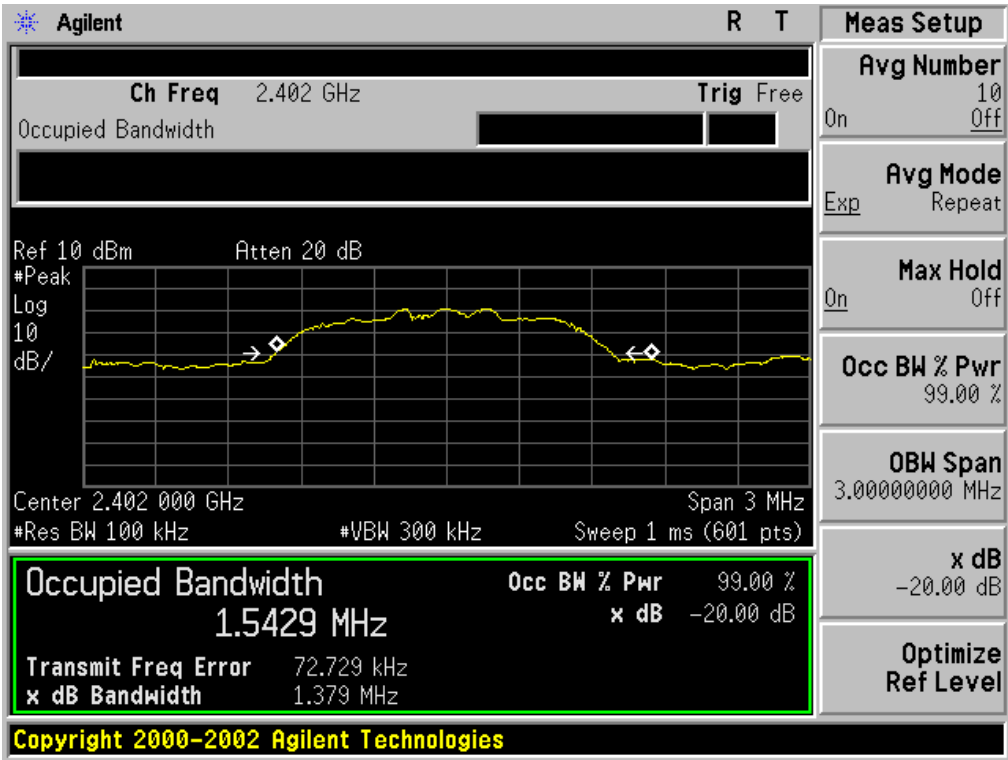 Agilent R T Meas Setup
Ch Freq 2.402 GHz Trig Free
Occupied Bandwidth
Avg Number
10
On Off
Avg Mode
Exp Repeat
Max Hold
On Off
Occ BW % Pwr
99.00 %
OBW Span
3.00000000 MHz
x dB
-20.00 dB
Optimize
Ref Level
Ref 10 dBm Atten 20 dB
#Peak
Log
10
dB/
Center 2.402 000 GHz Span 3 MHz
#Res BW 100 kHz #VBW 300 kHz Sweep 1 ms (601 pts)
Occupied Bandwidth Occ BW % Pwr 99.00 %
1.5429 MHz x dB -20.00 dB
Transmit Freq Error 72.729 kHz
x dB Bandwidth 1.379 MHz
Copyright 2000-2002 Agilent Technologies